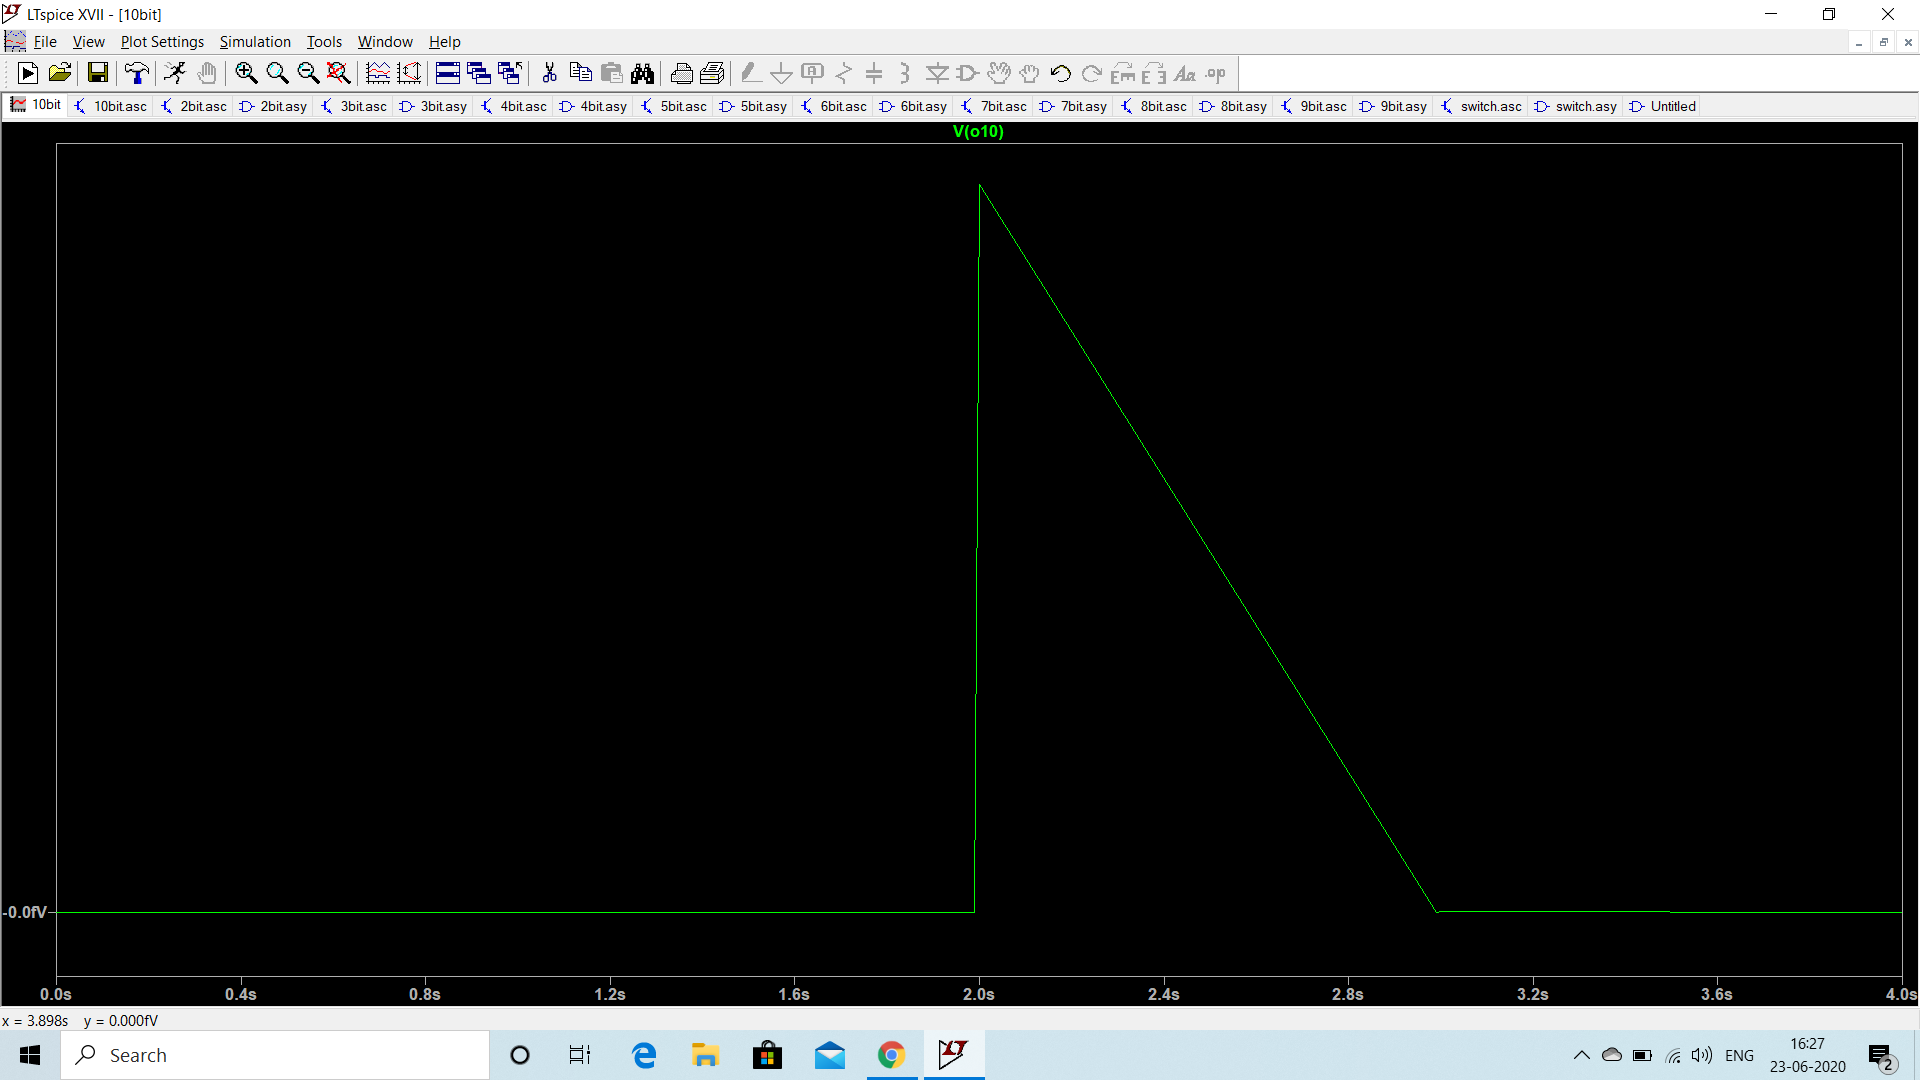 LTspice XVII - [10bit]
File View Plot Settings Simulation Tools Window Help
10bit 10bit.asc 2bit.asc 2bit.asy 3bit.asc 3bit.asy 4bit.asc 4bit.asy 5bit.asc 5bit.asy 6bit.asc 6bit.asy 7bit.asc 7bit.asy 8bit.asc 8bit.asy 9bit.asc 9bit.asy switch.asc switch.asy Untitled
V(o10)
-0.0fV
0.0s 0.4s 0.8s 1.2s 1.6s 2.0s 2.4s 2.8s 3.2s 3.6s 4.0s
x = 3.898s y = 0.000fV
Search
ENG
16:27
23-06-2020
2